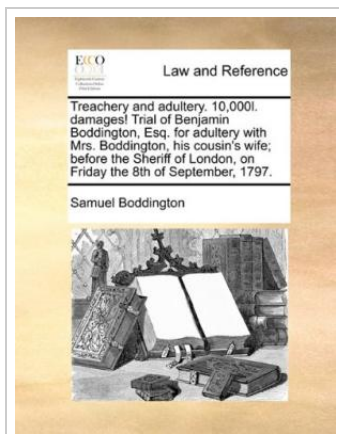 ECCO
Law and Reference
Treachery and adultery. 10,000l.
damages! Trial of Benjamin
Boddington, Esq. for adultery with
Mrs. Boddington, his cousin's wife;
before the Sheriff of London, on
Friday the 8th of September, 1797.
Samuel Boddington